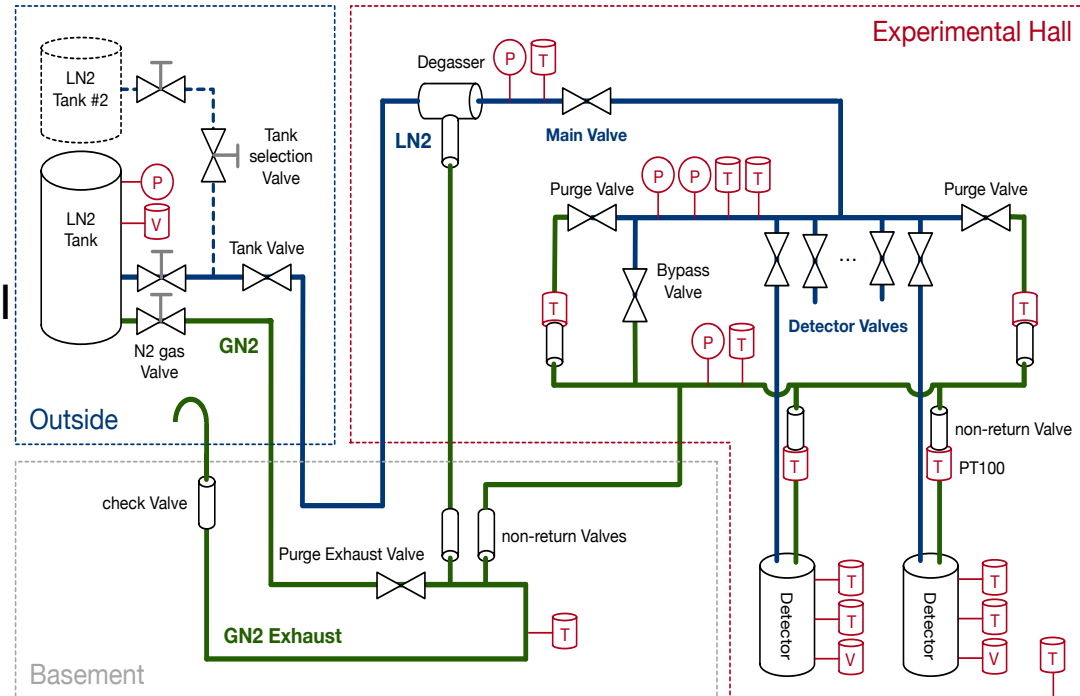 Experimental Hall
LN2
Tank #2
Degasser
P
T
LN2
Main Valve
Tank
selection
Valve
P
V
LN2
Tank
P
P
T
T
Purge Valve
Purge Valve
Tank Valve
Bypass
Valve
...
T
T
Detector Valves
N2 gas
Valve
GN2
P
T
Outside
non-return Valve
T
T
PT100
check Valve
non-return Valves
Purge Exhaust Valve
Detector
T
T
V
Detector
T
T
V
GN2 Exhaust
T
T
Basement